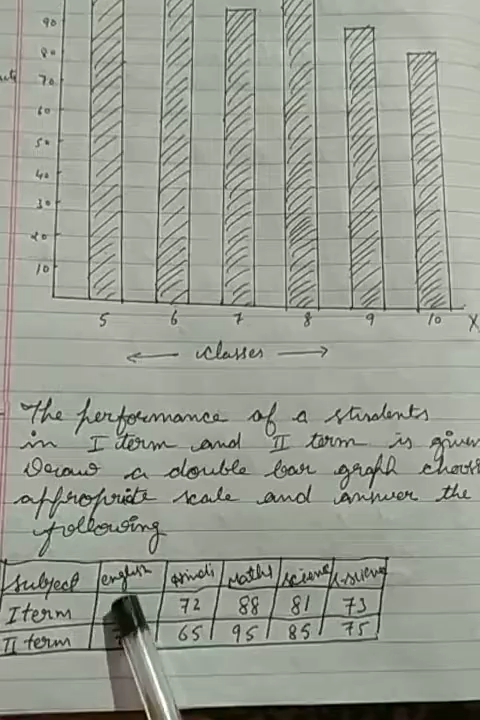 90
80
70
60
50
40
30
20
10
5 6 7 8 9 10 X
← classes →
The performance of a students
in I term and II term is given
Draw a double bar graph choos
appropriate scale and answer the
following
Subject english Hindi Maths science S-scien
I term 72 88 81 73
II term 65 95 85 75